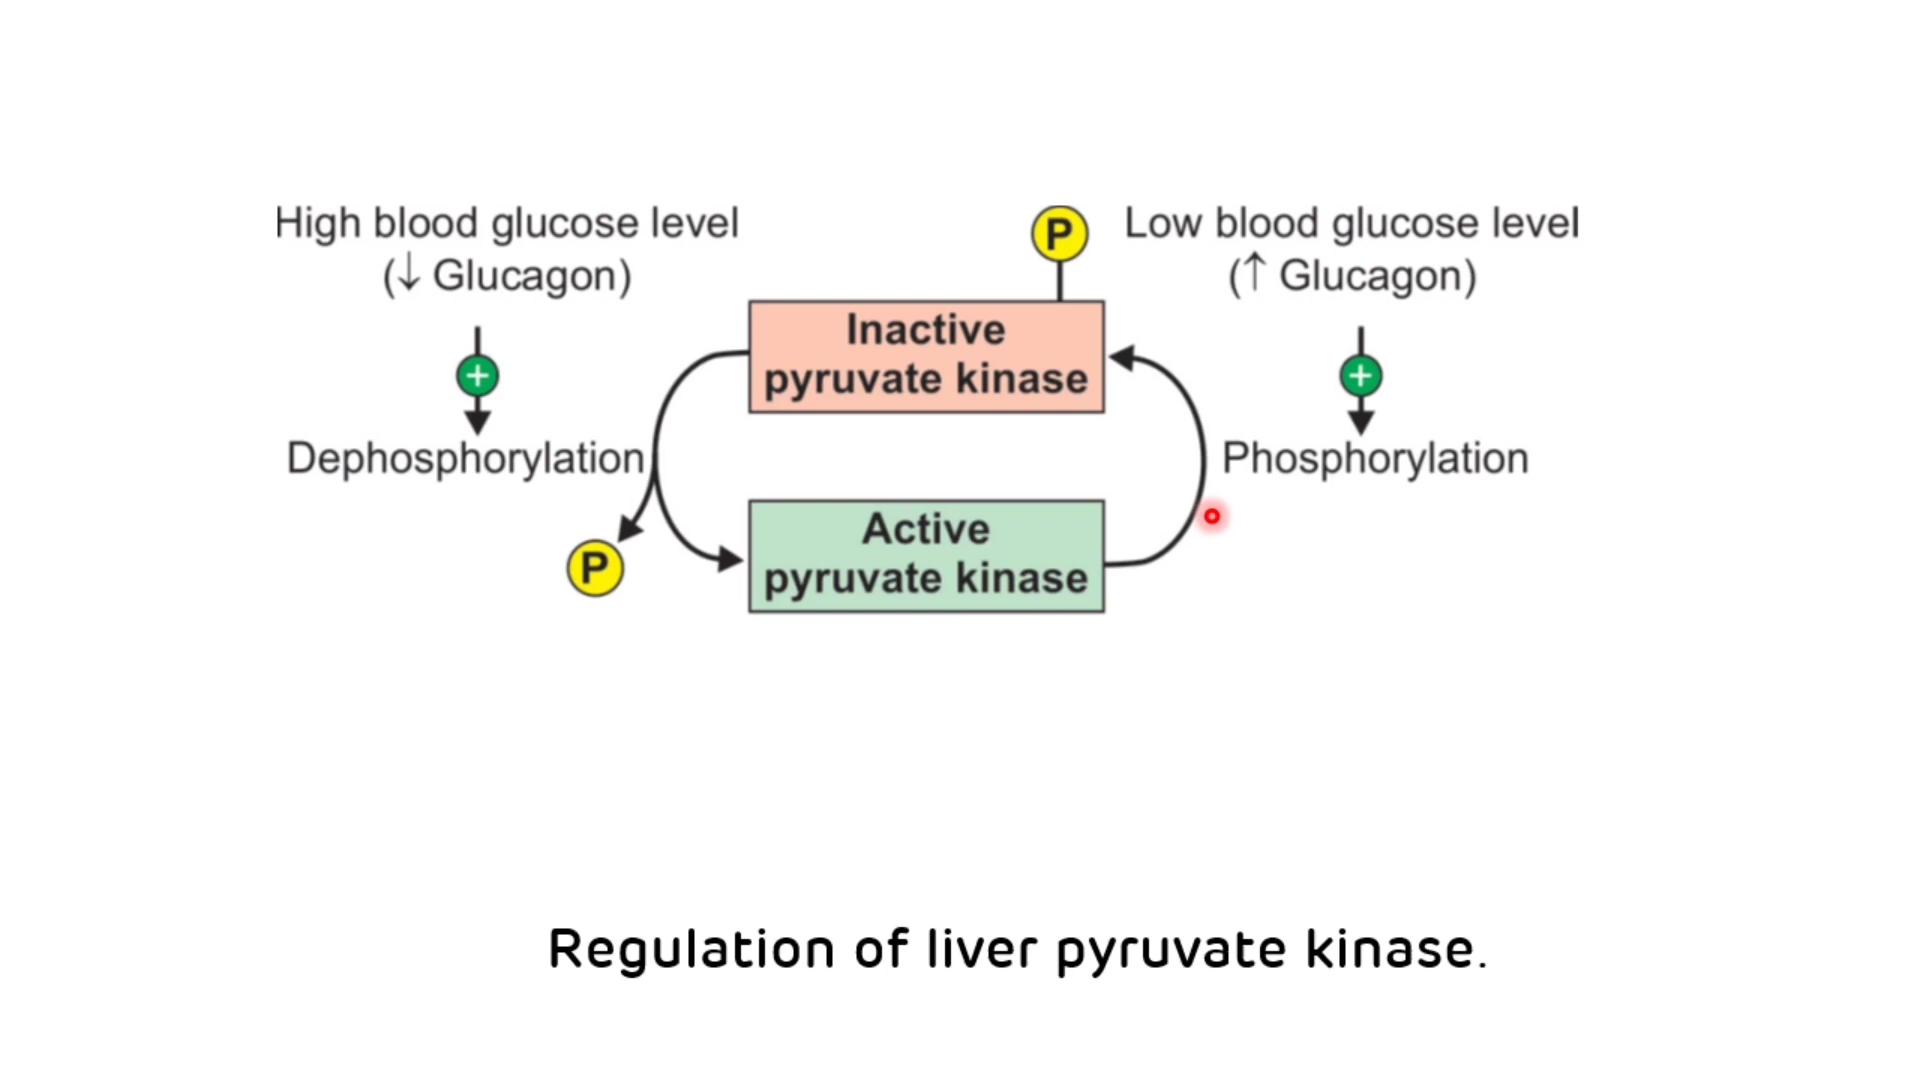 High blood glucose level
(↓ Glucagon)
+
Dephosphorylation
P
P
Inactive
pyruvate kinase
Active
pyruvate kinase
Low blood glucose level
(↑ Glucagon)
+
Phosphorylation
Regulation of liver pyruvate kinase.